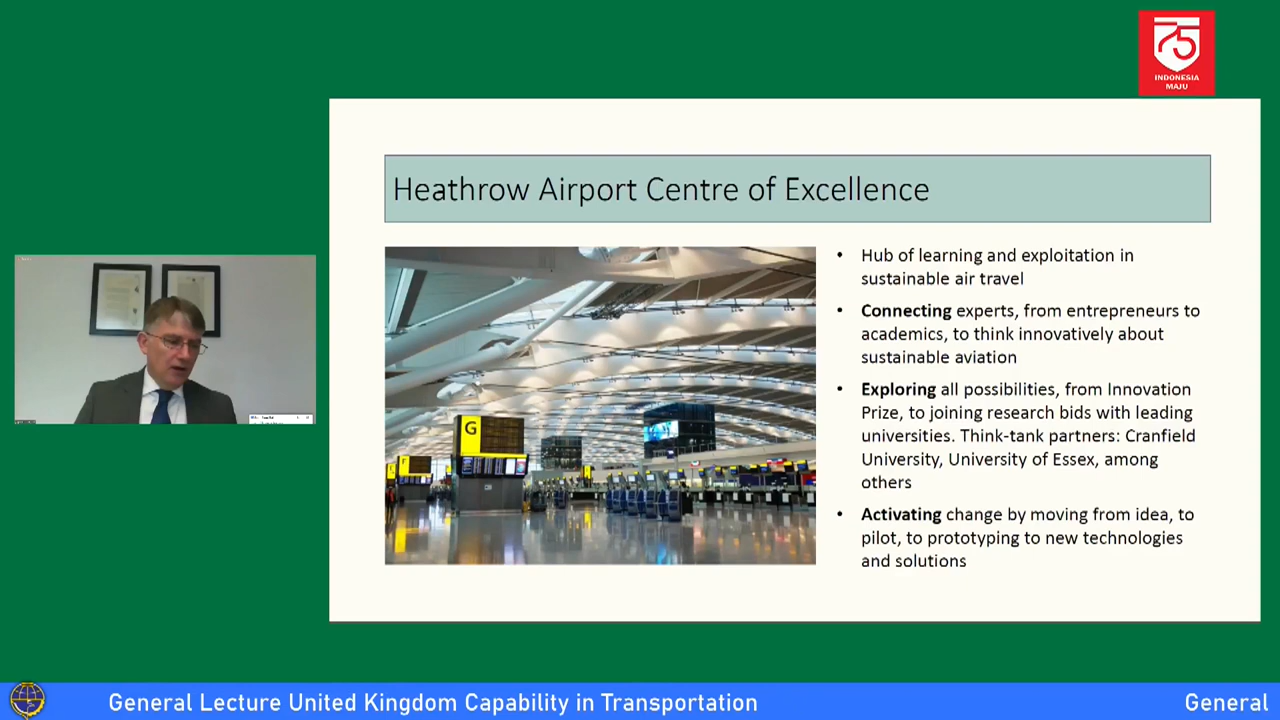 75
INDONESIA
MAJU
Heathrow Airport Centre of Excellence
G
F
• Hub of learning and exploitation in
sustainable air travel
• Connecting experts, from entrepreneurs to
academics, to think innovatively about
sustainable aviation
• Exploring all possibilities, from Innovation
Prize, to joining research bids with leading
universities. Think-tank partners: Cranfield
University, University of Essex, among
others
• Activating change by moving from idea, to
pilot, to prototyping to new technologies
and solutions
General Lecture United Kingdom Capability in Transportation
General